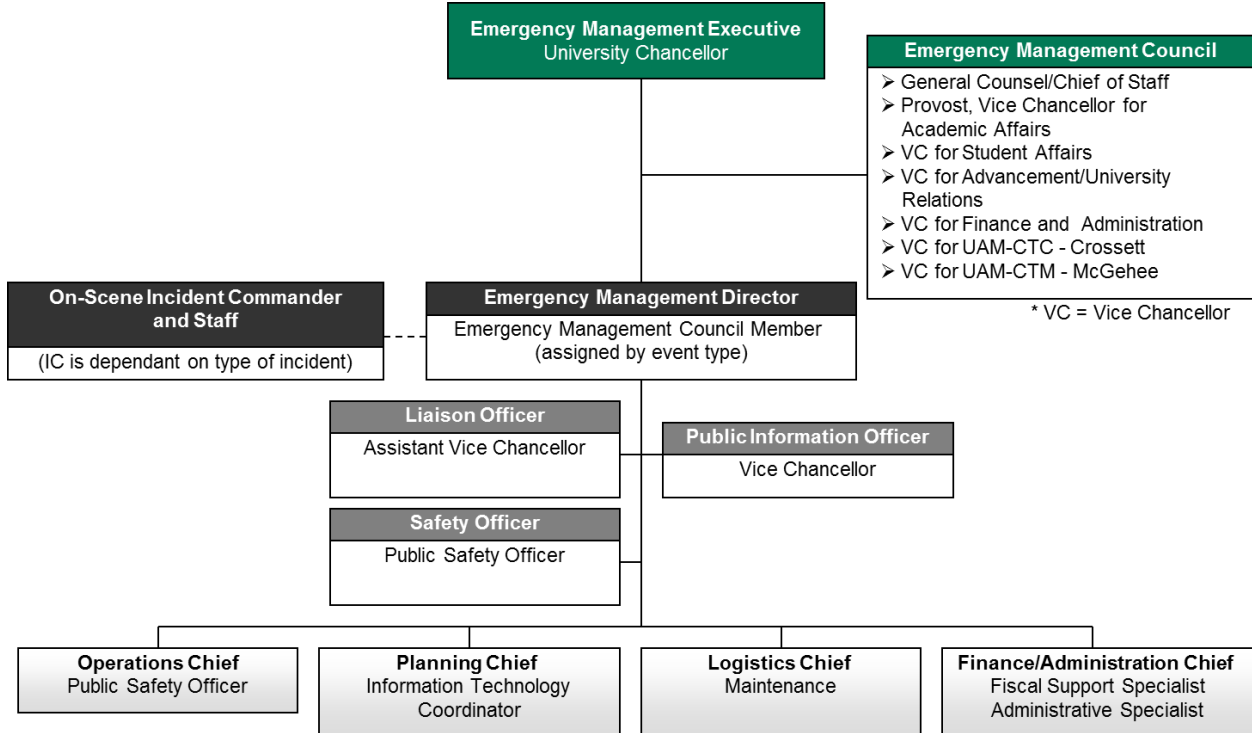 Emergency Management Executive
University Chancellor
Emergency Management Council
➢ General Counsel/Chief of Staff
➢ Provost, Vice Chancellor for
Academic Affairs
➢ VC for Student Affairs
➢ VC for Advancement/University
Relations
➢ VC for Finance and Administration
➢ VC for UAM-CTC - Crossett
➢ VC for UAM-CTM - McGehee
* VC = Vice Chancellor
On-Scene Incident Commander
and Staff
(IC is dependant on type of incident)
Emergency Management Director
Emergency Management Council Member
(assigned by event type)
Liaison Officer
Assistant Vice Chancellor
Public Information Officer
Vice Chancellor
Safety Officer
Public Safety Officer
Operations Chief
Public Safety Officer
Planning Chief
Information Technology
Coordinator
Logistics Chief
Maintenance
Finance/Administration Chief
Fiscal Support Specialist
Administrative Specialist